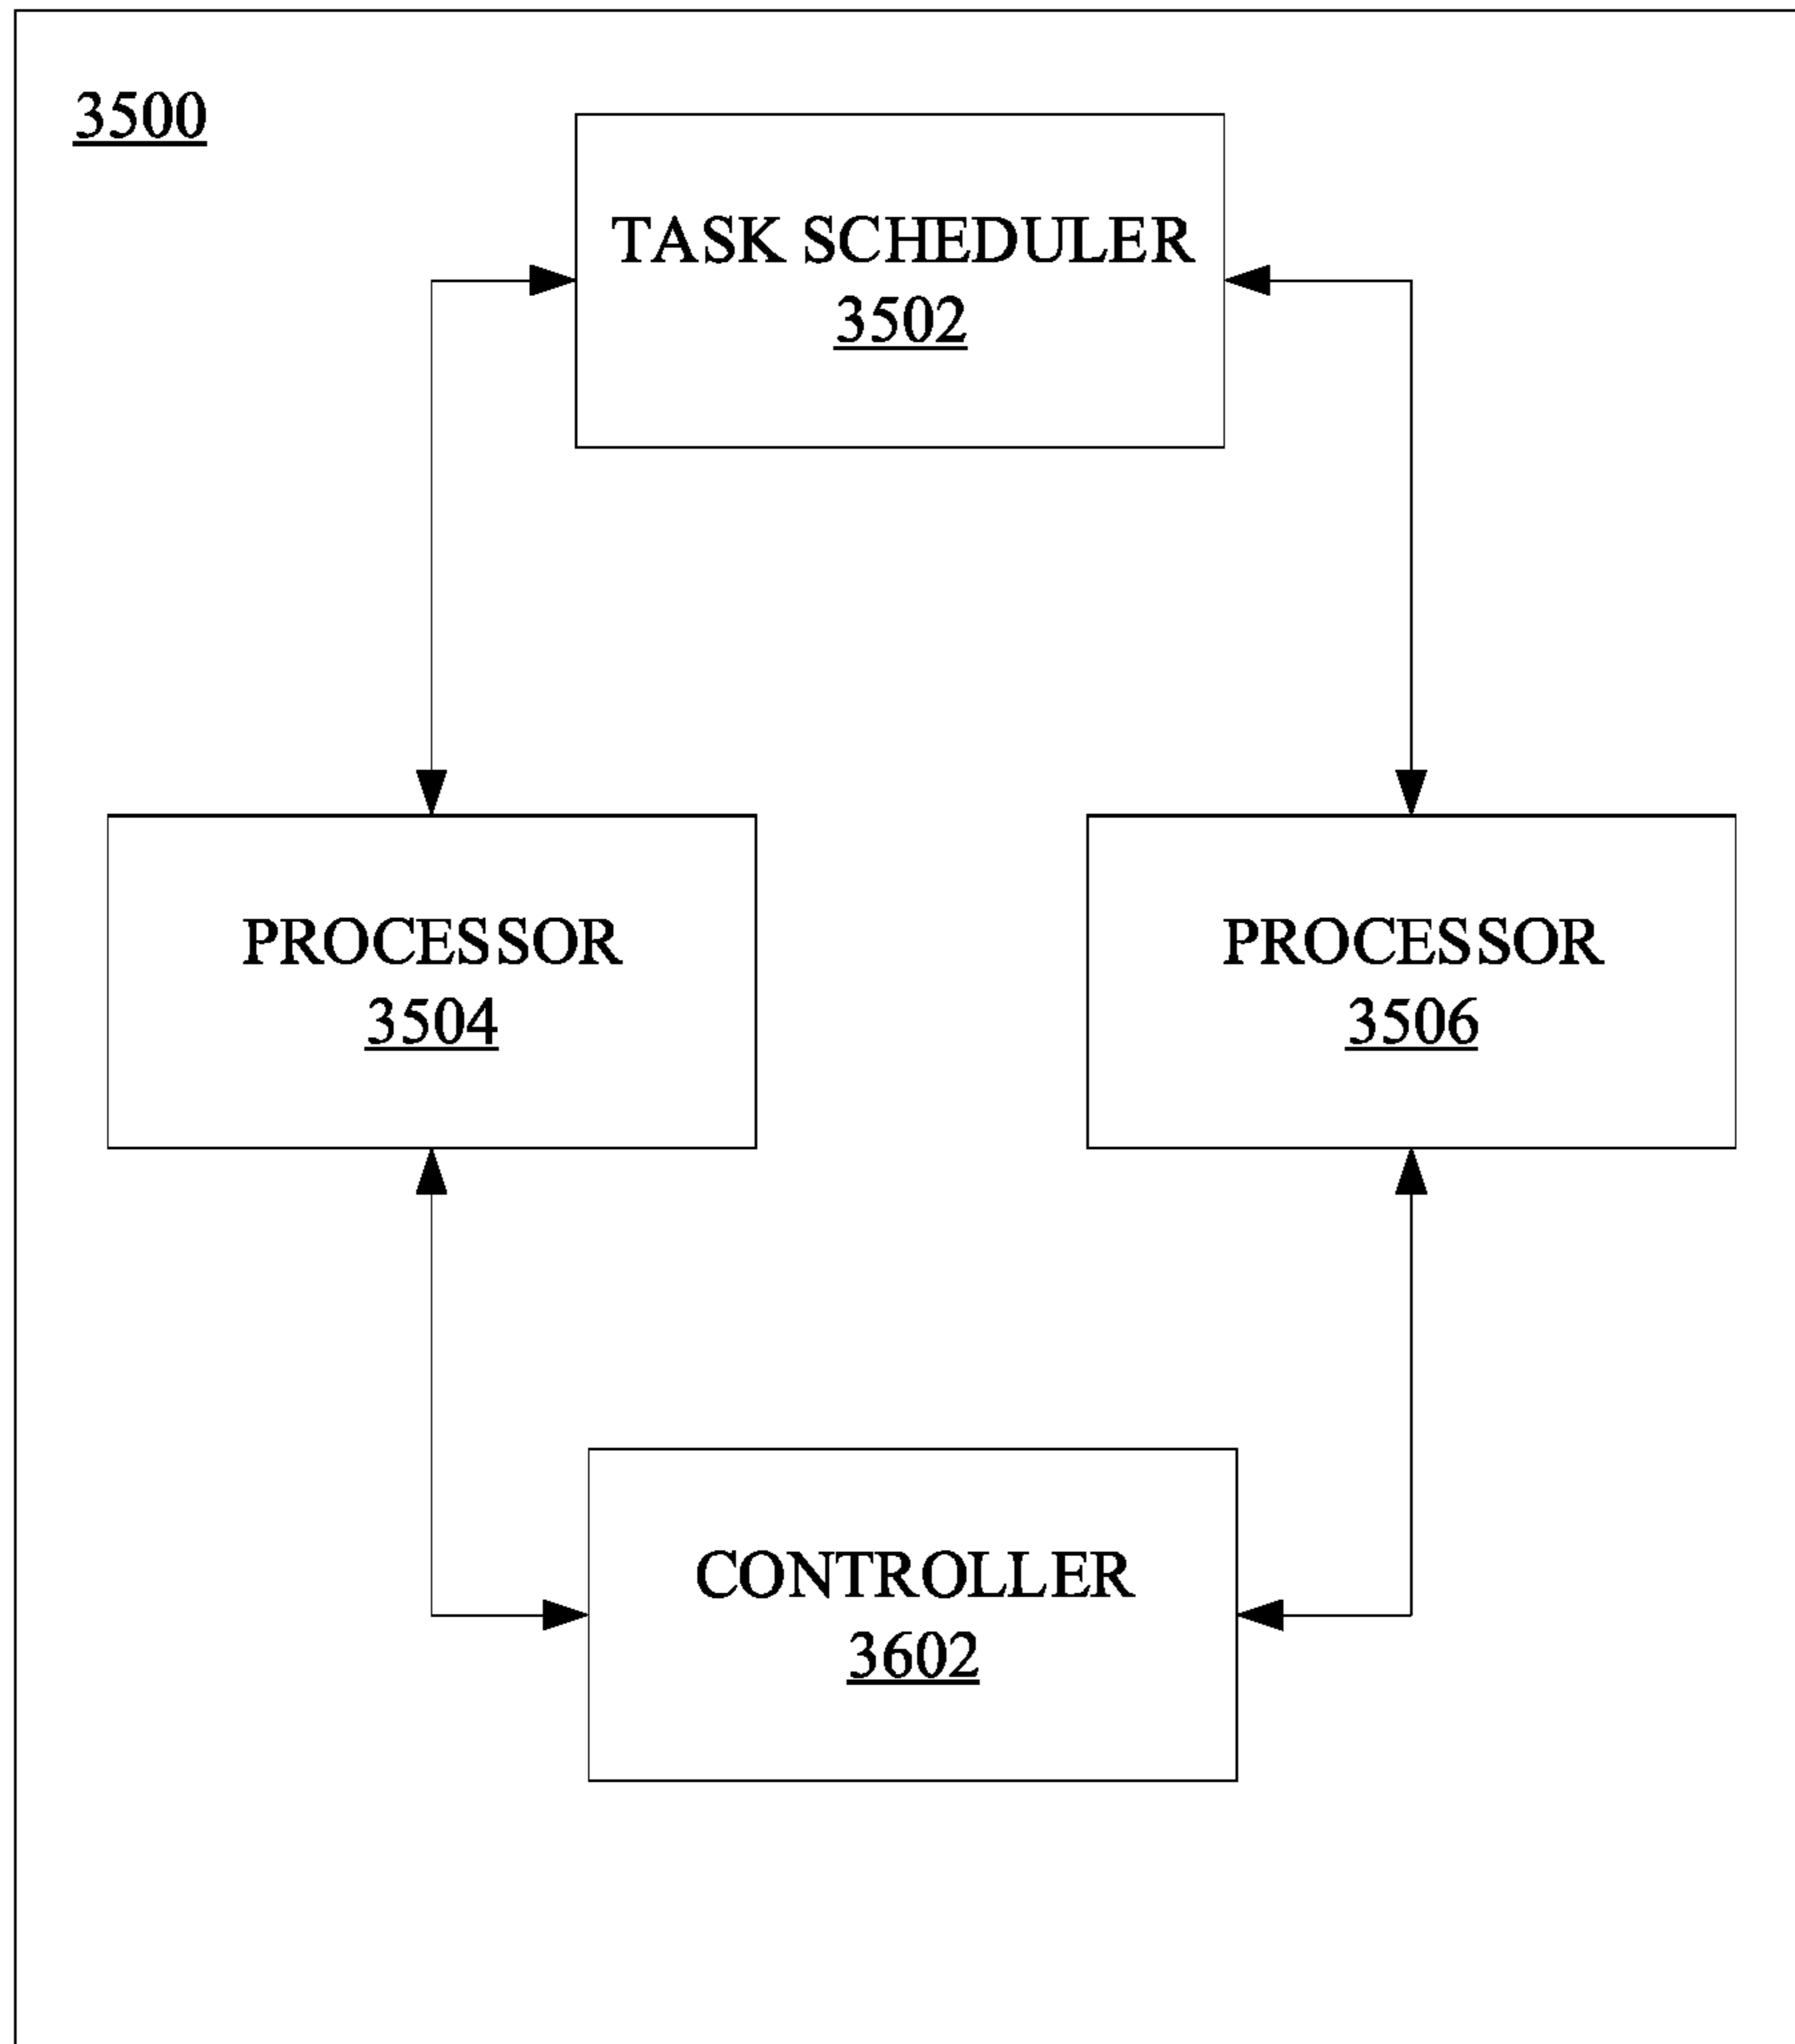 3500
TASK SCHEDULER
3502
PROCESSOR
3504
PROCESSOR
3506
CONTROLLER
3602